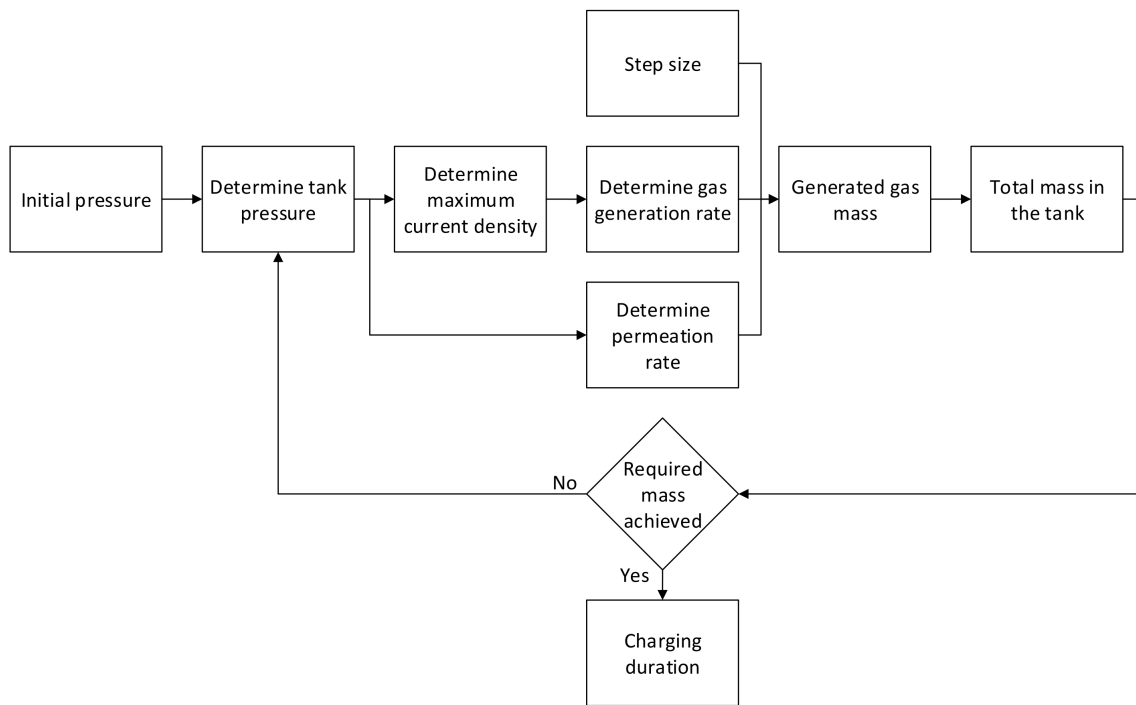 Step size
Initial pressure
Determine tank
pressure
Determine
maximum
current density
Determine gas
generation rate
Generated gas
mass
Total mass in
the tank
Determine
permeation
rate
Required
mass
achieved
No
Yes
Charging
duration